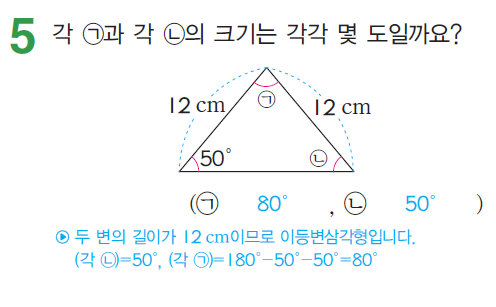 5 각 ㉠과 각 ㉡의 크기는 각각 몇 도일까요?
12 cm 12 cm
㉠
50° ㉡
(㉠ 80° , ㉡ 50° )
▶ 두 변의 길이가 12 cm이므로 이등변삼각형입니다.
(각 ㉡)=50°, (각 ㉠)=180°-50°-50°=80°